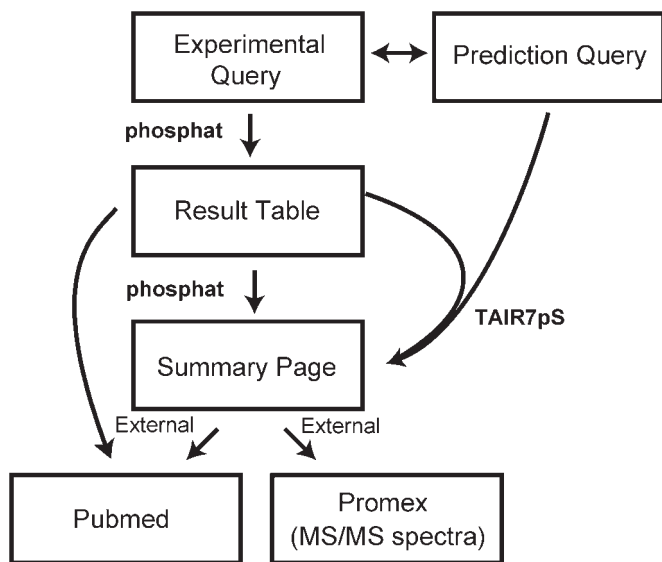 Experimental
Query
Prediction Query
phosphat
Result Table
phosphat
TAIR7pS
Summary Page
External
External
Pubmed
Promex
(MS/MS spectra)